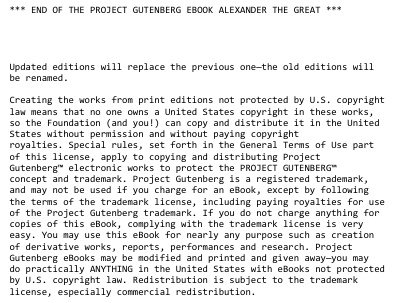 *** END OF THE PROJECT GUTENBERG EBOOK ALEXANDER THE GREAT ***
Updated editions will replace the previous one—the old editions will
be renamed.
Creating the works from print editions not protected by U.S. copyright
law means that no one owns a United States copyright in these works,
so the Foundation (and you!) can copy and distribute it in the United
States without permission and without paying copyright
royalties. Special rules, set forth in the General Terms of Use part
of this license, apply to copying and distributing Project
Gutenberg™ electronic works to protect the PROJECT GUTENBERG™
concept and trademark. Project Gutenberg is a registered trademark,
and may not be used if you charge for an eBook, except by following
the terms of the trademark license, including paying royalties for use
of the Project Gutenberg trademark. If you do not charge anything for
copies of this eBook, complying with the trademark license is very
easy. You may use this eBook for nearly any purpose such as creation
of derivative works, reports, performances and research. Project
Gutenberg eBooks may be modified and printed and given away—you may
do practically ANYTHING in the United States with eBooks not protected
by U.S. copyright law. Redistribution is subject to the trademark
license, especially commercial redistribution.